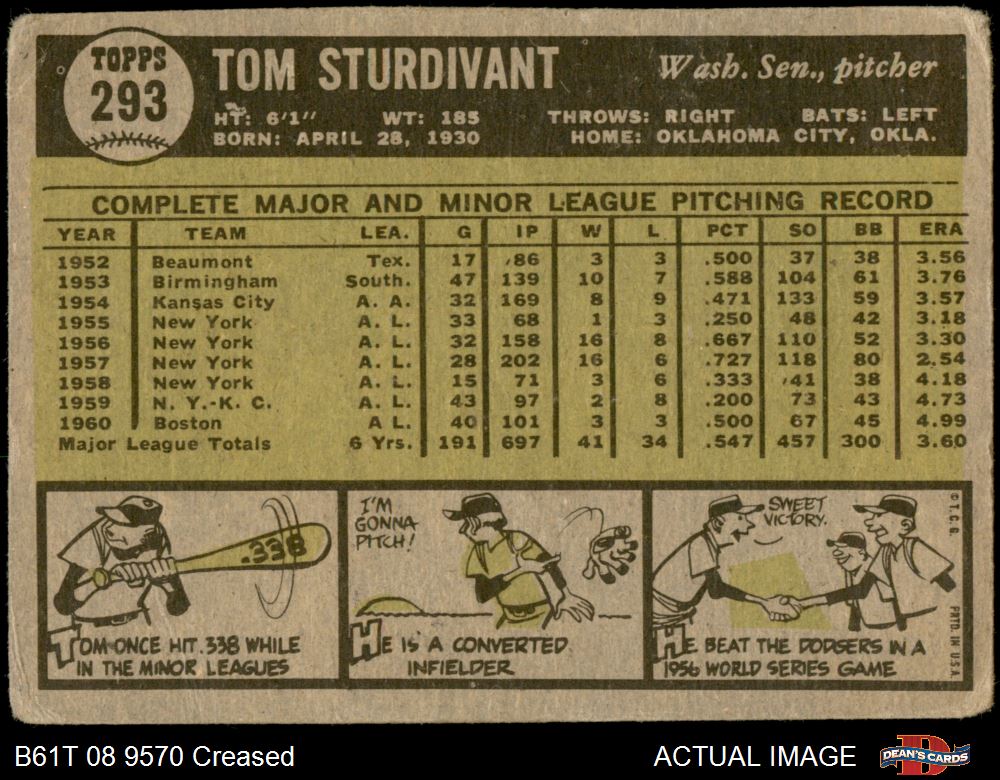 TOPPS
293
TOM STURDIVANT
Wash. Sen., pitcher
HT: 6'1" WT: 185 THROWS: RIGHT BATS: LEFT
BORN: APRIL 28, 1930 HOME: OKLAHOMA CITY, OKLA.
COMPLETE MAJOR AND MINOR LEAGUE PITCHING RECORD
YEAR TEAM LEA. G IP W L PCT SO BB ERA
1952 Beaumont Tex. 17 86 3 3 .500 37 38 3.56
1953 Birmingham South. 47 139 10 7 .588 104 61 3.76
1954 Kansas City A. A. 32 169 8 9 .471 133 59 3.57
1955 New York A. L. 33 68 1 3 .250 48 42 3.18
1956 New York A. L. 32 158 16 8 .667 110 52 3.30
1957 New York A. L. 28 202 16 6 .727 118 80 2.54
1958 New York A. L. 15 71 3 6 .333 41 38 4.18
1959 N. Y.-K. C. A. L. 43 97 2 8 .200 73 43 4.73
1960 Boston A L. 40 101 3 3 .500 67 45 4.99
Major League Totals 6 Yrs. 191 697 41 34 .547 457 300 3.60
.338
TOM ONCE HIT .338 WHILE
IN THE MINOR LEAGUES
I'M
GONNA
PITCH!
HE IS A CONVERTED
INFIELDER
SWEET
VICTORY.
HE BEAT THE DODGERS IN A
1956 WORLD SERIES GAME
© T. C. G. PRTD. IN U.S.A.
B61T 08 9570 Creased
ACTUAL IMAGE
D
DEAN'S CARDS